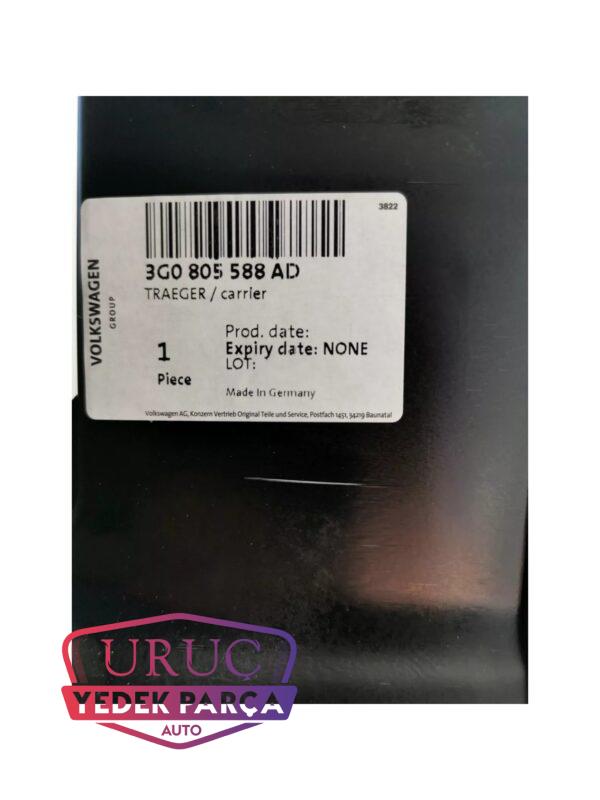 3822
VOLKSWAGEN
GROUP
3G0 805 588 AD
TRAEGER / carrier
1
Piece
Prod. date:
Expiry date: NONE
LOT:
Made In Germany
Volkswagen AG, Konzern Vertrieb Original Teile und Service, Postfach 1451, 34219 Baunatal
URUÇ
YEDEK PARÇA
AUTO